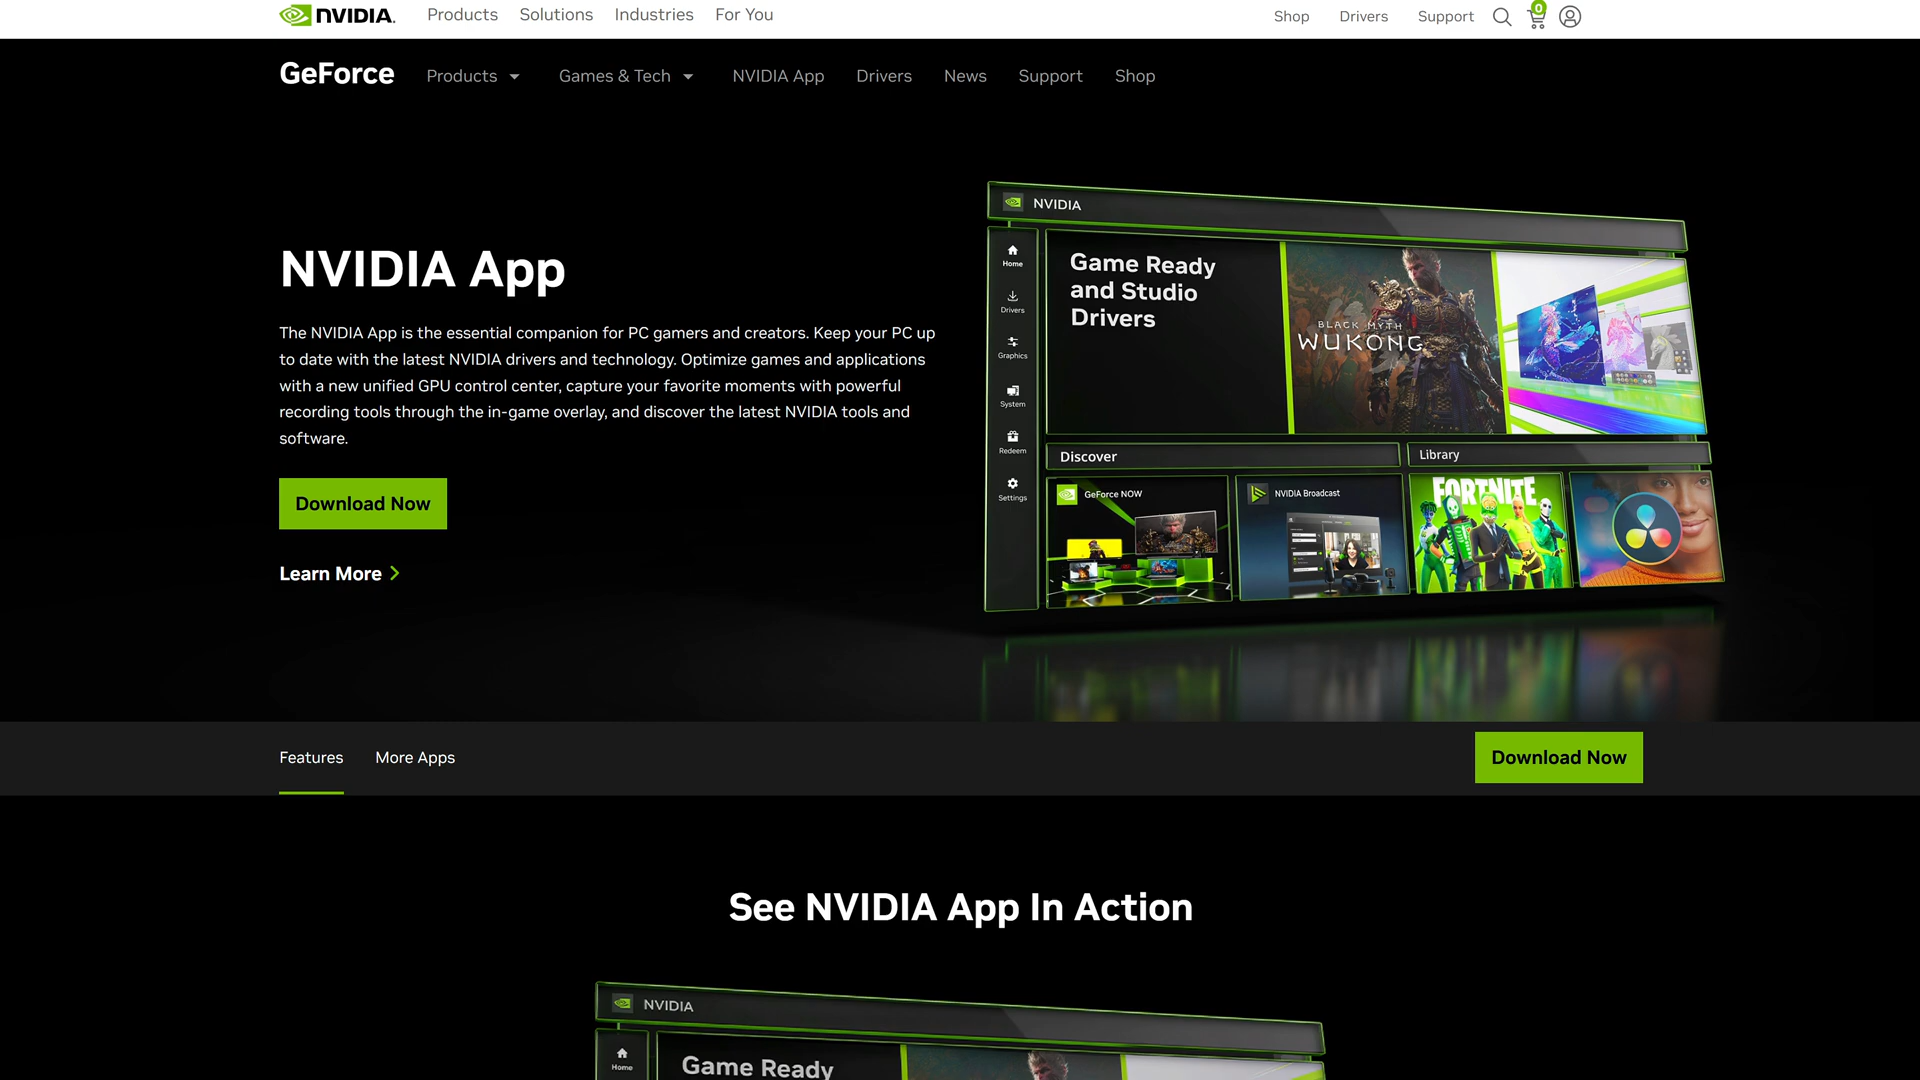 NVIDIA.
Products Solutions Industries For You
Shop Drivers Support
0
GeForce
Products Games & Tech NVIDIA App Drivers News Support Shop
NVIDIA App
The NVIDIA App is the essential companion for PC gamers and creators. Keep your PC up
to date with the latest NVIDIA drivers and technology. Optimize games and applications
with a new unified GPU control center, capture your favorite moments with powerful
recording tools through the in-game overlay, and discover the latest NVIDIA tools and
software.
Download Now
Learn More
NVIDIA
Home
Drivers
Graphics
System
Redeem
Settings
Game Ready
and Studio
Drivers
BLACK MYTH
WUKONG
Discover
Library
GeForce NOW
NVIDIA Broadcast
FORTNITE
Features More Apps
Download Now
See NVIDIA App In Action
NVIDIA
Home
Game Ready